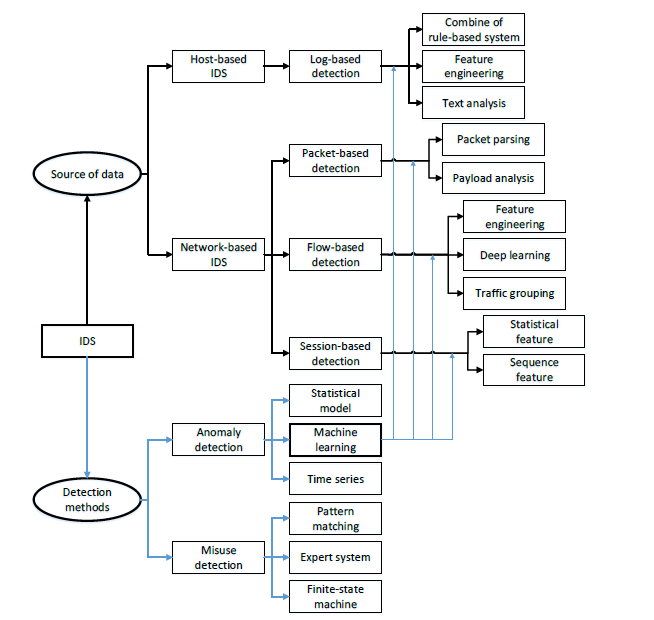 Combine of
rule-based system
Host-based
IDS
Log-based
detection
Feature
engineering
Text analysis
Packet parsing
Packet-based
detection
Source of data
Payload analysis
Feature
engineering
Network-based
IDS
Flow-based
detection
Deep learning
Traffic grouping
Statistical
feature
IDS
Session-based
detection
Sequence
feature
Statistical
model
Anomaly
detection
Machine
learning
Time series
Detection
methods
Pattern
matching
Misuse
detection
Expert system
Finite-state
machine